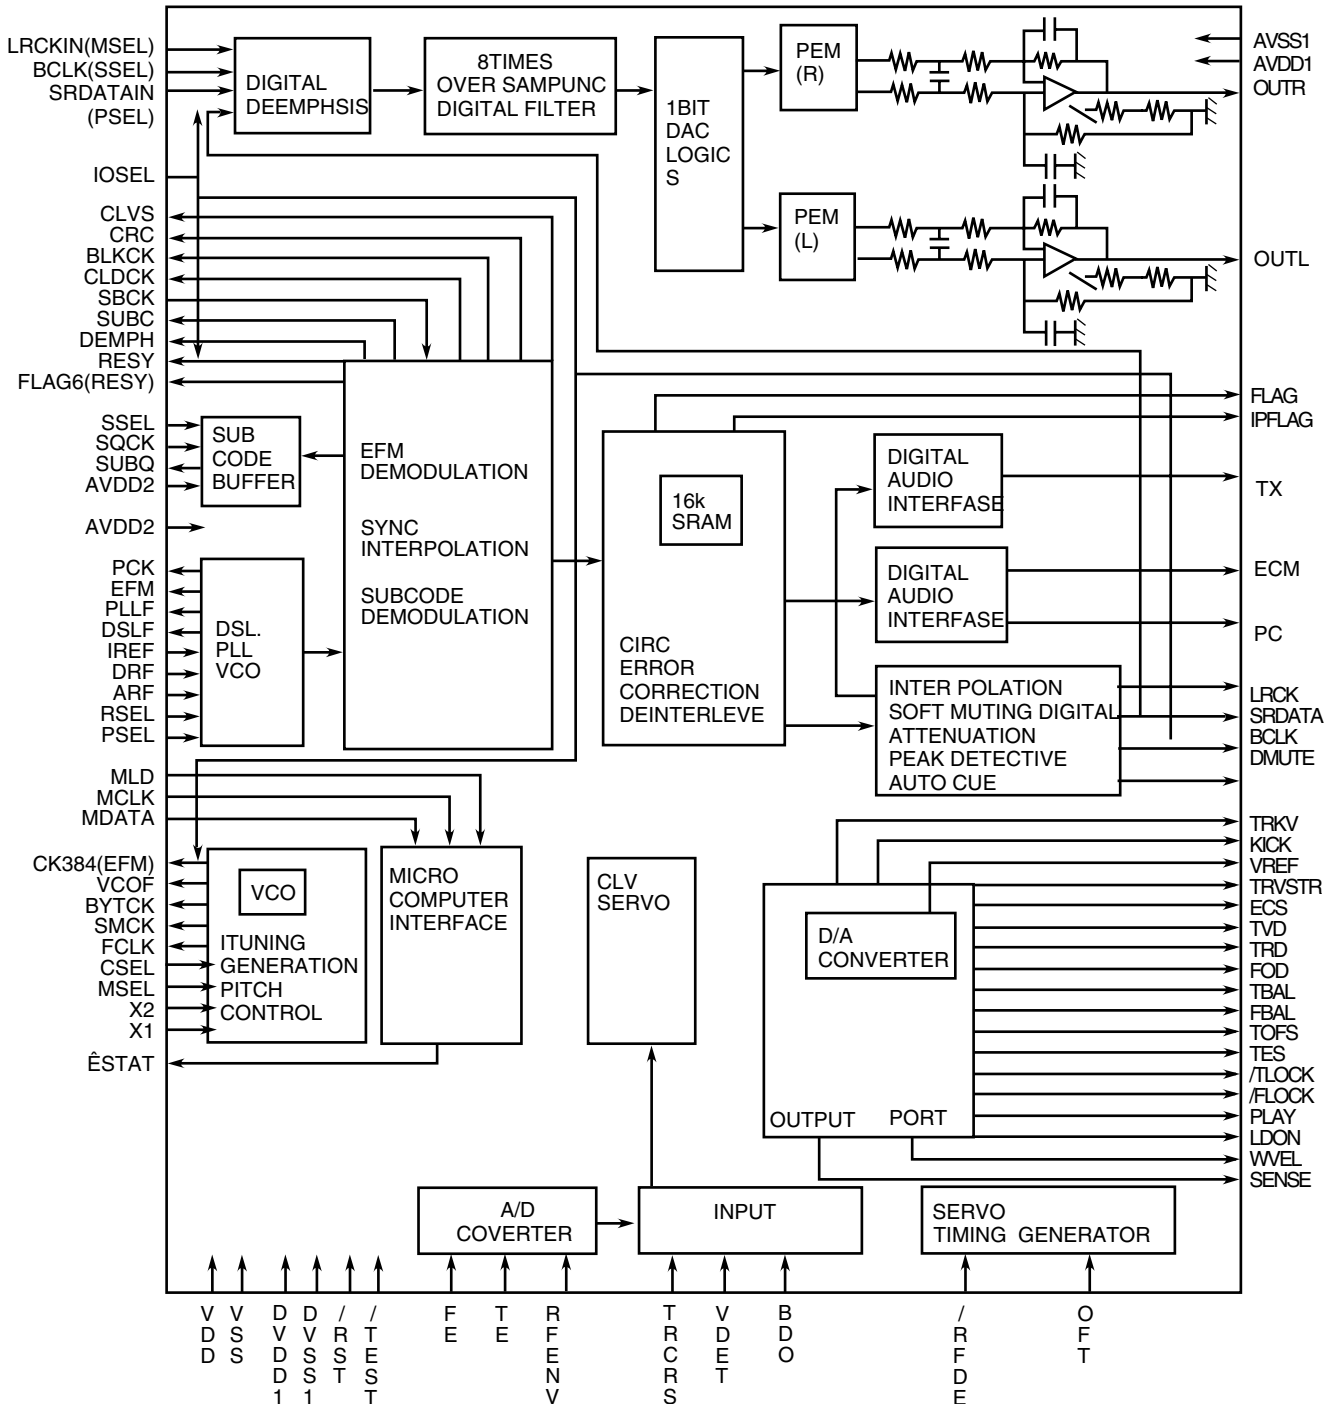 LRCKIN(MSEL)
BCLK(SSEL)
SRDATAIN
(PSEL)
IOSEL
CLVS
CRC
BLKCK
CLDCK
SBCK
SUBC
DEMPH
RESY
FLAG6(RESY)
SSEL
SQCK
SUBQ
AVDD2
AVDD2
PCK
EFM
PLLF
DSLF
IREF
DRF
ARF
RSEL
PSEL
MLD
MCLK
MDATA
CK384(EFM)
VCOF
BYTCK
SMCK
FCLK
CSEL
MSEL
X2
X1
ÊSTAT
DIGITAL
DEEMPHSIS
8TIMES
OVER SAMPUNC
DIGITAL FILTER
1BIT
DAC
LOGIC
S
PEM
(R)
PEM
(L)
SUB
CODE
BUFFER
EFM
DEMODULATION
SYNC
INTERPOLATION
SUBCODE
DEMODULATION
DSL.
PLL
VCO
16k
SRAM
CIRC
ERROR
CORRECTION
DEINTERLEVE
DIGITAL
AUDIO
INTERFASE
DIGITAL
AUDIO
INTERFASE
INTER POLATION
SOFT MUTING DIGITAL
ATTENUATION
PEAK DETECTIVE
AUTO CUE
VCO
ITUNING
GENERATION
PITCH
CONTROL
MICRO
COMPUTER
INTERFACE
CLV
SERVO
D/A
CONVERTER
OUTPUT PORT
A/D
COVERTER
INPUT
SERVO
TIMING GENERATOR
AVSS1
AVDD1
OUTR
OUTL
FLAG
IPFLAG
TX
ECM
PC
LRCK
SRDATA
BCLK
DMUTE
TRKV
KICK
VREF
TRVSTR
ECS
TVD
TRD
FOD
TBAL
FBAL
TOFS
TES
/TLOCK
/FLOCK
PLAY
LDON
WVEL
SENSE
VDD
VSS
DVDD1
DVSS1
/RST
/TEST
FE
TE
RFENV
TRCRS
VDET
BDO
/RFDE
OFT